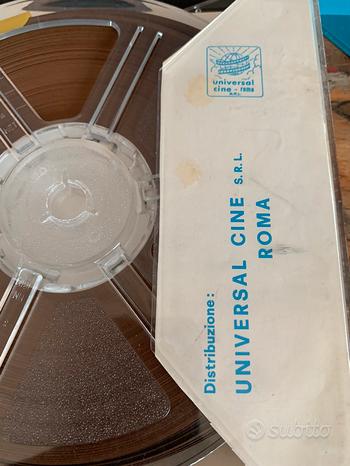 universal
cine - roma
s.r.l.
Distribuzione:
UNIVERSAL CINE S.R.L.
ROMA
subito